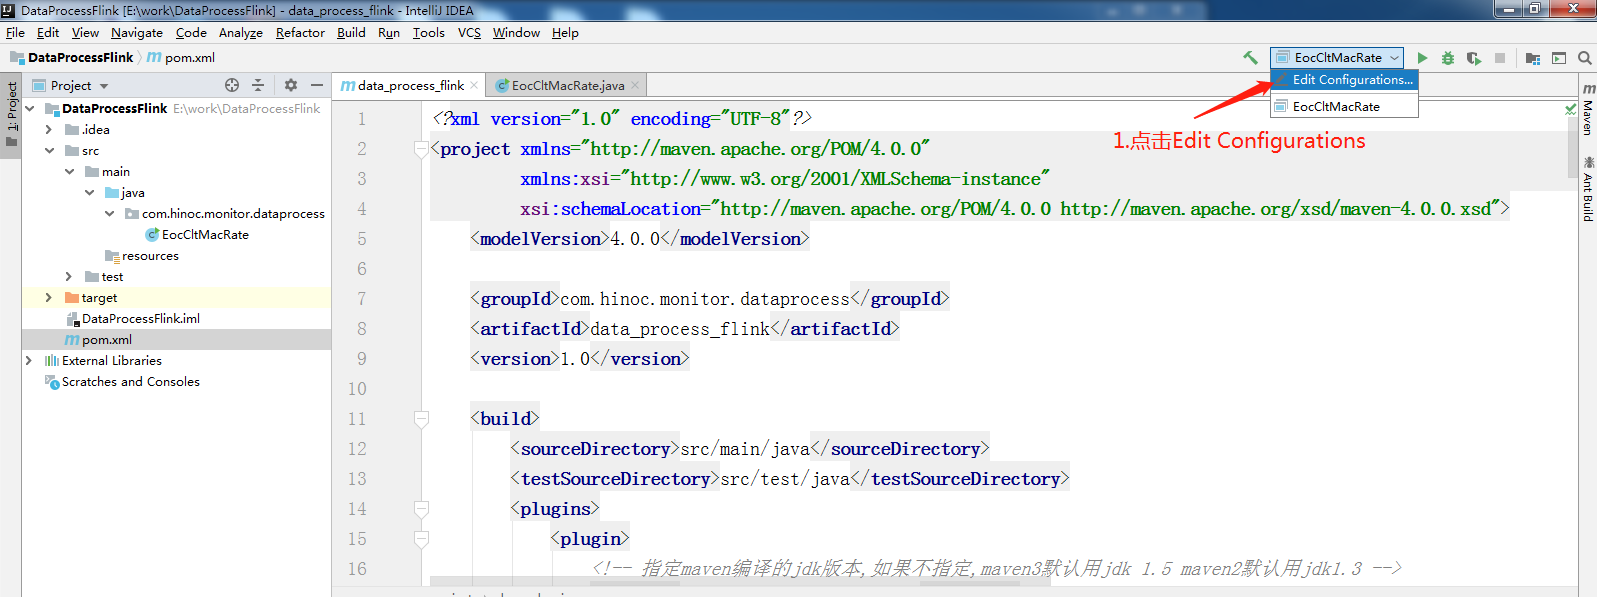 DataProcessFlink [E:\work\DataProcessFlink] - data_process_flink - IntelliJ IDEA
File Edit View Navigate Code Analyze Refactor Build Run Tools VCS Window Help
DataProcessFlink pom.xml
EocCltMacRate
Edit Configurations...
EocCltMacRate
1.点击Edit Configurations
1: Project
Project
DataProcessFlink E:\work\DataProcessFlink
.idea
src
main
java
com.hinoc.monitor.dataprocess
EocCltMacRate
resources
test
target
DataProcessFlink.iml
pom.xml
External Libraries
Scratches and Consoles
data_process_flink EocCltMacRate.java
1 <?xml version="1.0" encoding="UTF-8"?>
2 <project xmlns="http://maven.apache.org/POM/4.0.0"
3 xmlns:xsi="http://www.w3.org/2001/XMLSchema-instance"
4 xsi:schemaLocation="http://maven.apache.org/POM/4.0.0 http://maven.apache.org/xsd/maven-4.0.0.xsd">
5 <modelVersion>4.0.0</modelVersion>
6
7 <groupId>com.hinoc.monitor.dataprocess</groupId>
8 <artifactId>data_process_flink</artifactId>
9 <version>1.0</version>
10
11 <build>
12 <sourceDirectory>src/main/java</sourceDirectory>
13 <testSourceDirectory>src/test/java</testSourceDirectory>
14 <plugins>
15 <plugin>
16 <!-- 指定maven编译的jdk版本,如果不指定,maven3默认用jdk 1.5 maven2默认用jdk1.3 -->
Maven
Ant Build